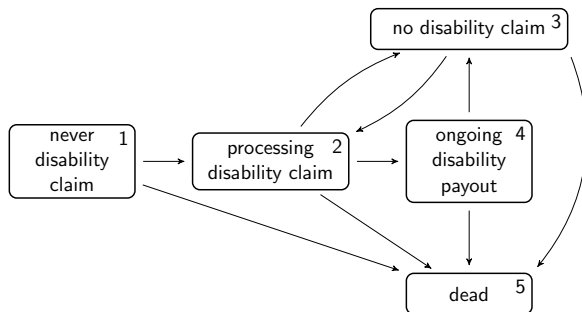 no disability claim 3
never 1
disability
claim
processing 2
disability claim
ongoing 4
disability
payout
dead 5